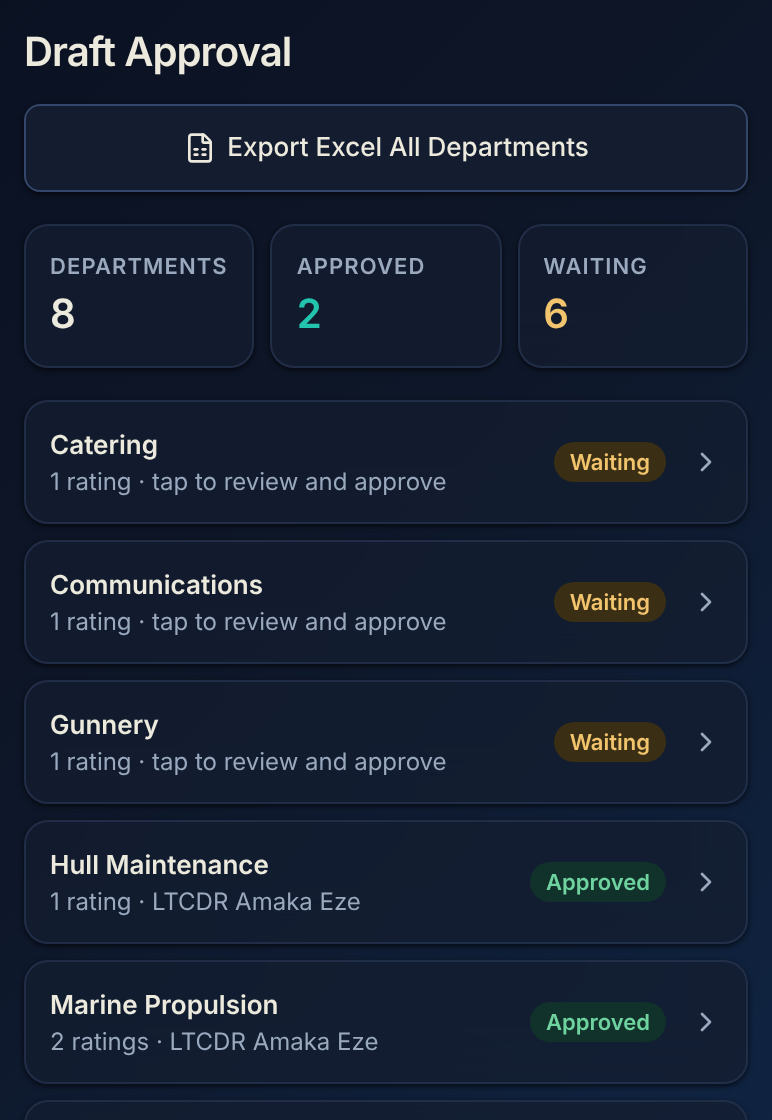 Draft Approval
Export Excel All Departments
DEPARTMENTS
8
APPROVED
2
WAITING
6
Catering
1 rating · tap to review and approve
Waiting
Communications
1 rating · tap to review and approve
Waiting
Gunnery
1 rating · tap to review and approve
Waiting
Hull Maintenance
1 rating · LTCDR Amaka Eze
Approved
Marine Propulsion
2 ratings · LTCDR Amaka Eze
Approved